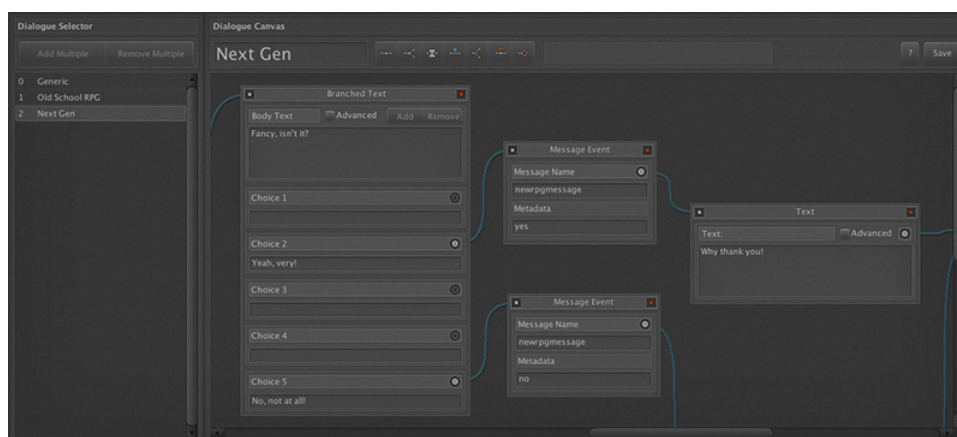 Dialogue Selector
Add Multiple Remove Multiple
0 Generic
1 Old School RPG
2 Next Gen
Dialogue Canvas
Next Gen
? Save
Branched Text
Body Text Advanced Add Remove
Fancy, isn't it?
Choice 1
Choice 2
Yeah, very!
Choice 3
Choice 4
Choice 5
No, not at all!
Message Event
Message Name
newrpgmessage
Metadata
yes
Message Event
Message Name
newrpgmessage
Metadata
no
Text
Text: Advanced
Why thank you!